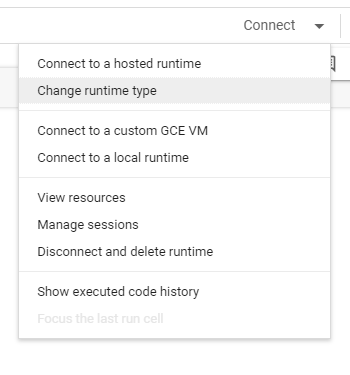 Connect
Connect to a hosted runtime
Change runtime type
Connect to a custom GCE VM
Connect to a local runtime
View resources
Manage sessions
Disconnect and delete runtime
Show executed code history
Focus the last run cell